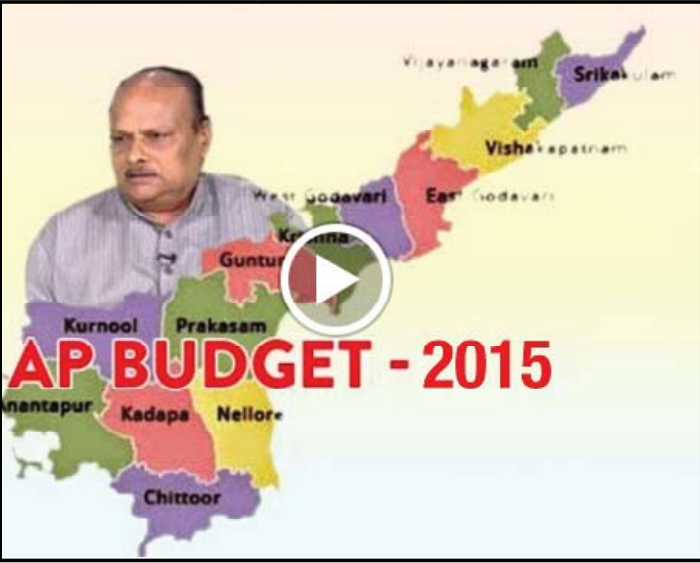 Vijayanagaram
Srikakulam
Vishakapatnam
West Godavari
East Godavari
Krishna
Guntur
Kurnool
Prakasam
AP BUDGET - 2015
Anantapur
Kadapa
Nellore
Chittoor